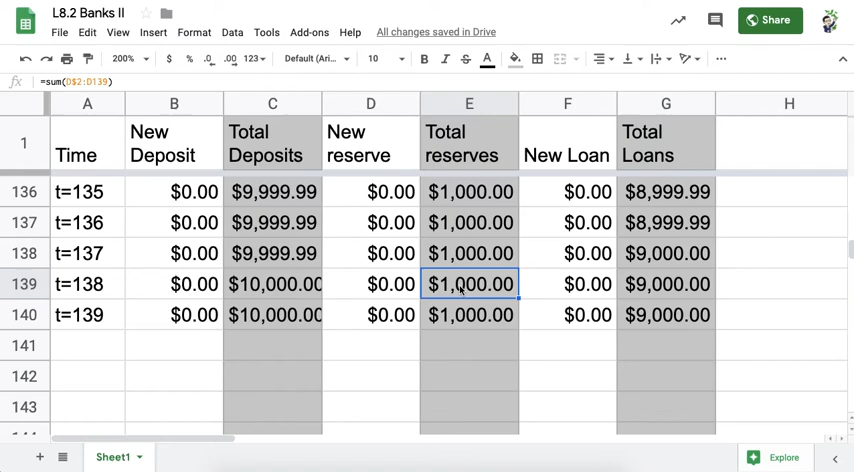 L8.2 Banks II
Share
File Edit View Insert Format Data Tools Add-ons Help All changes saved in Drive
200% $ % .0 .00 123 Default (Ari... 10 B I S A ...
fx =sum(D$2:D139)
A B C D E F G H
1 Time New Deposit Total Deposits New reserve Total reserves New Loan Total Loans
136 t=135 $0.00 $9,999.99 $0.00 $1,000.00 $0.00 $8,999.99
137 t=136 $0.00 $9,999.99 $0.00 $1,000.00 $0.00 $8,999.99
138 t=137 $0.00 $9,999.99 $0.00 $1,000.00 $0.00 $9,000.00
139 t=138 $0.00 $10,000.00 $0.00 $1,000.00 $0.00 $9,000.00
140 t=139 $0.00 $10,000.00 $0.00 $1,000.00 $0.00 $9,000.00
141
142
143
Sheet1
Explore